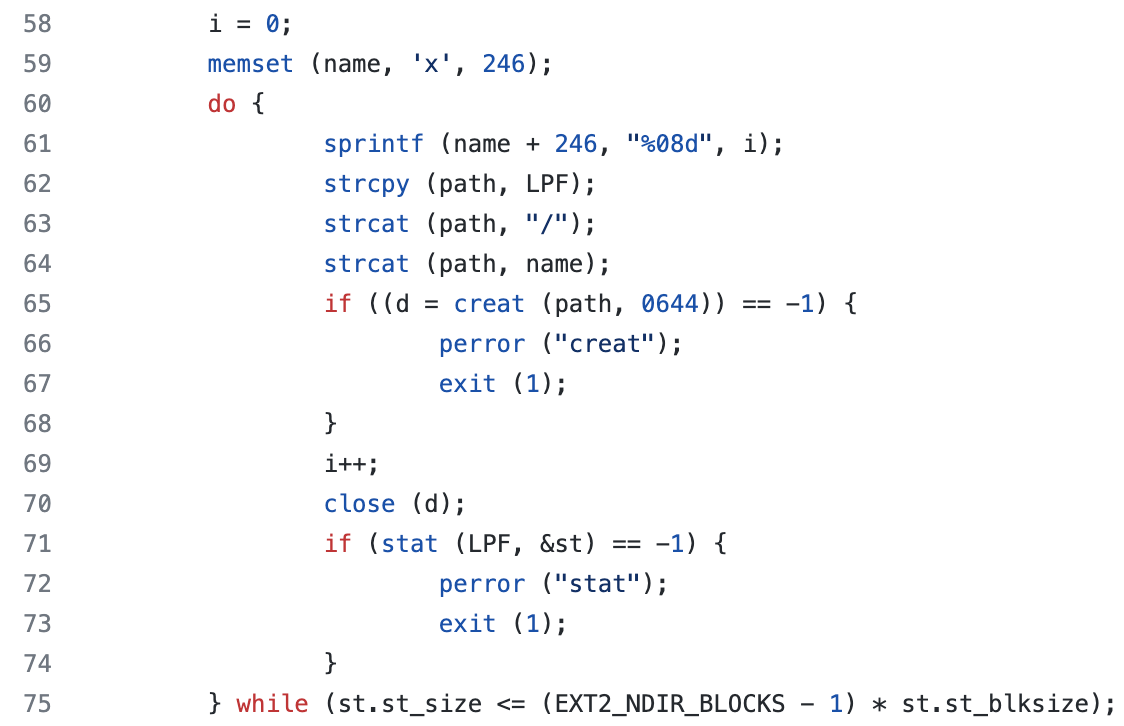 58 i = 0;
59 memset (name, 'x', 246);
60 do {
61 sprintf (name + 246, "%08d", i);
62 strcpy (path, LPF);
63 strcat (path, "/");
64 strcat (path, name);
65 if ((d = creat (path, 0644)) == -1) {
66 perror ("creat");
67 exit (1);
68 }
69 i++;
70 close (d);
71 if (stat (LPF, &st) == -1) {
72 perror ("stat");
73 exit (1);
74 }
75 } while (st.st_size <= (EXT2_NDIR_BLOCKS - 1) * st.st_blksize);